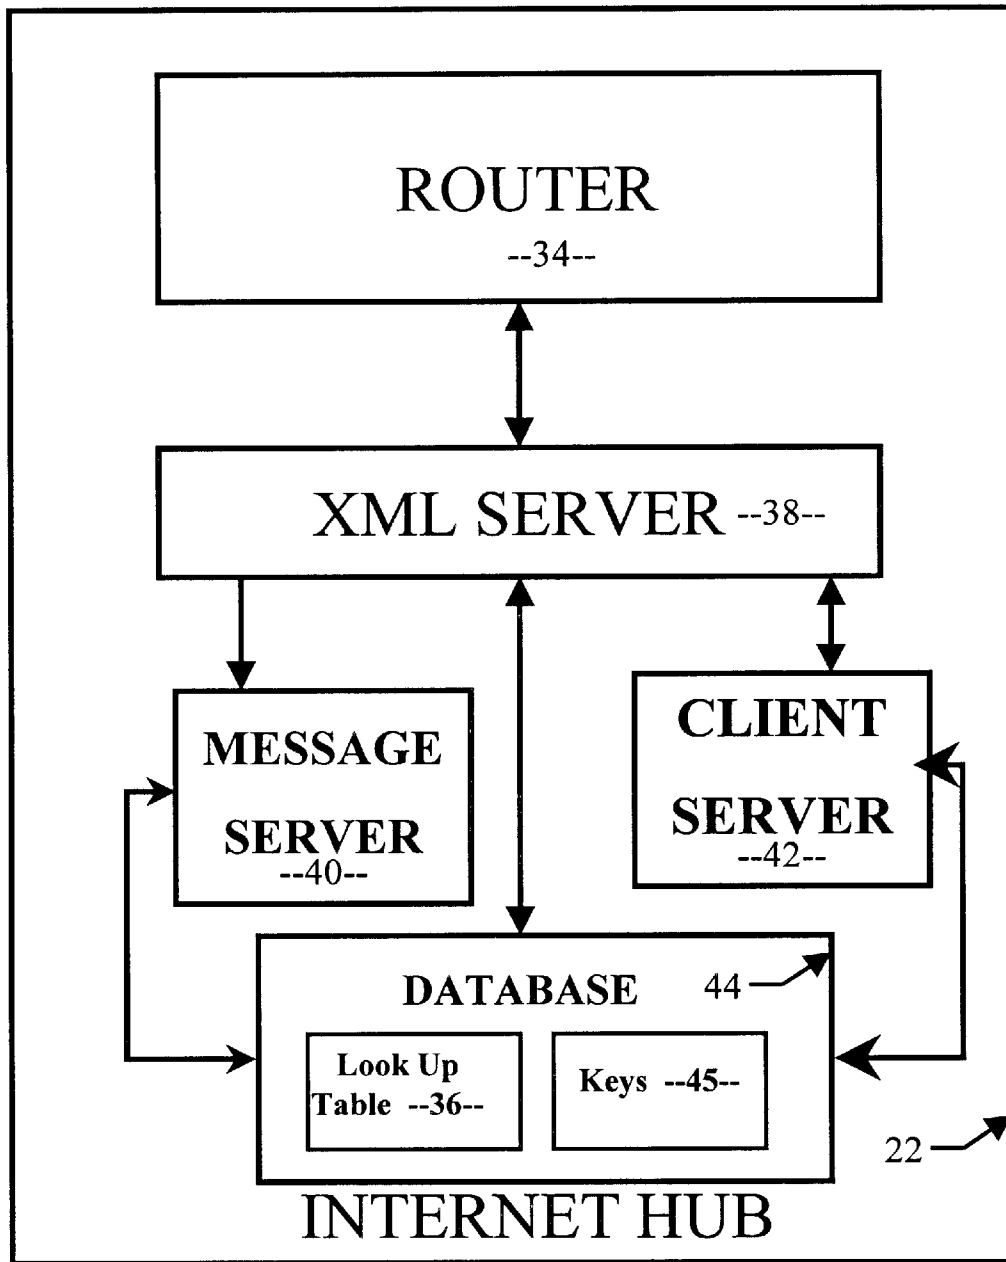 ROUTER
--34--
XML SERVER --38--
MESSAGE
SERVER
--40--
CLIENT
SERVER
--42--
DATABASE
44
Look Up
Table --36--
Keys --45--
22
INTERNET HUB